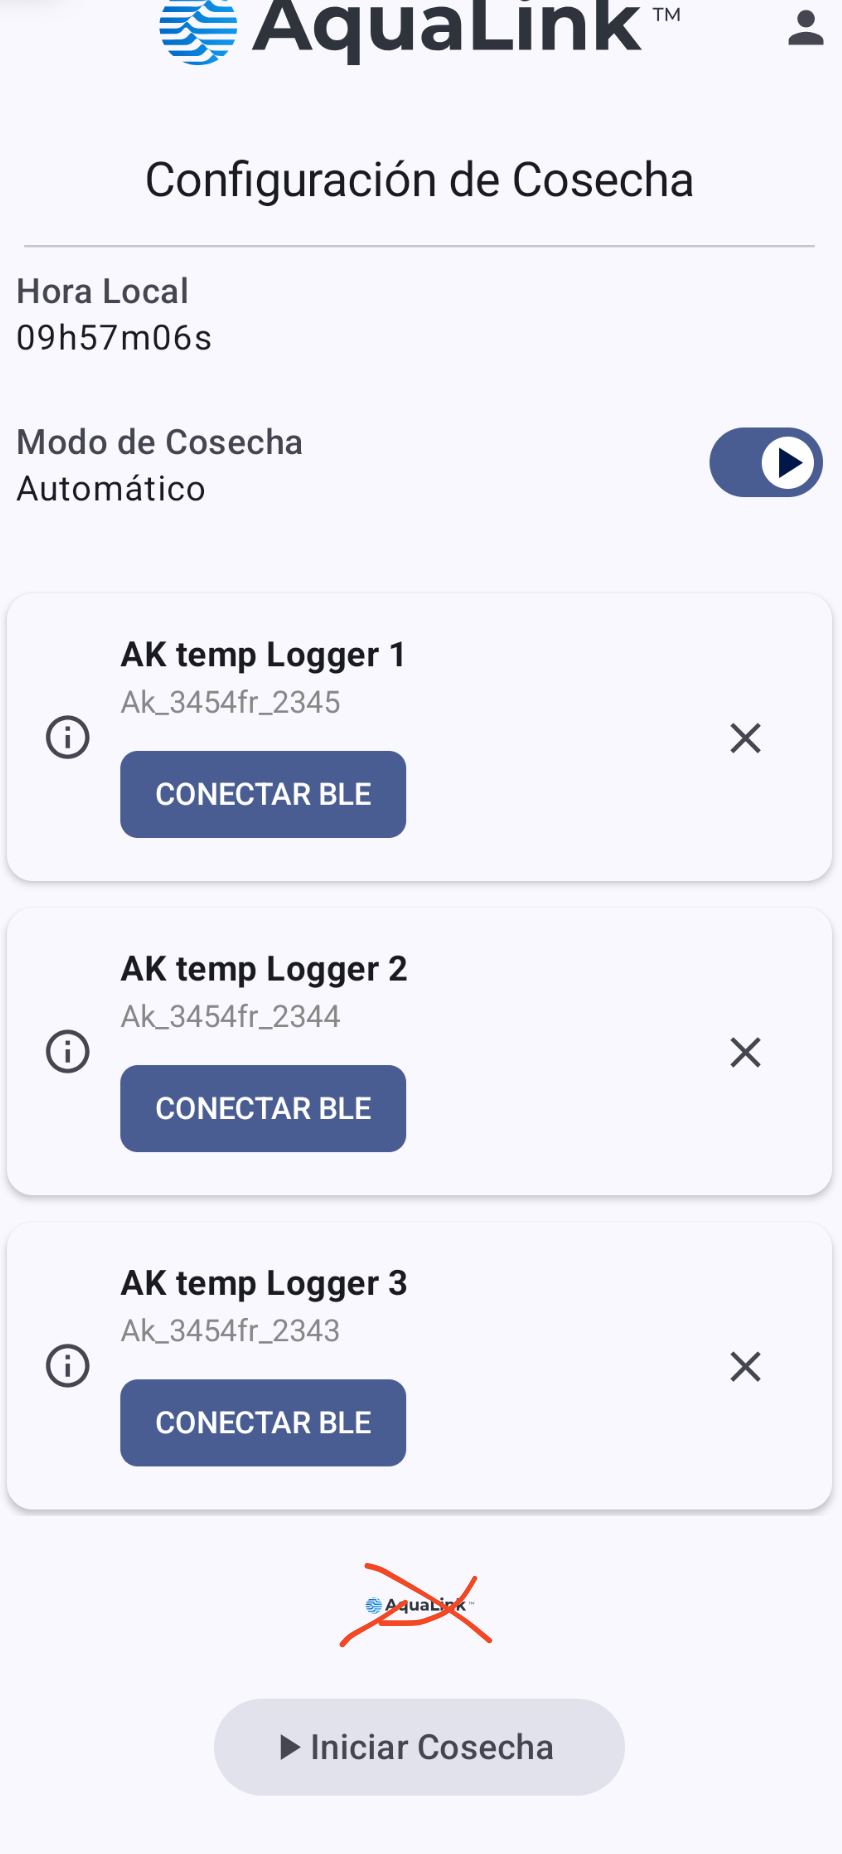 AquaLink™
Configuración de Cosecha
Hora Local
09h57m06s
Modo de Cosecha
Automático
AK temp Logger 1
Ak_3454fr_2345
CONECTAR BLE
AK temp Logger 2
Ak_3454fr_2344
CONECTAR BLE
AK temp Logger 3
Ak_3454fr_2343
CONECTAR BLE
AquaLink™
Iniciar Cosecha